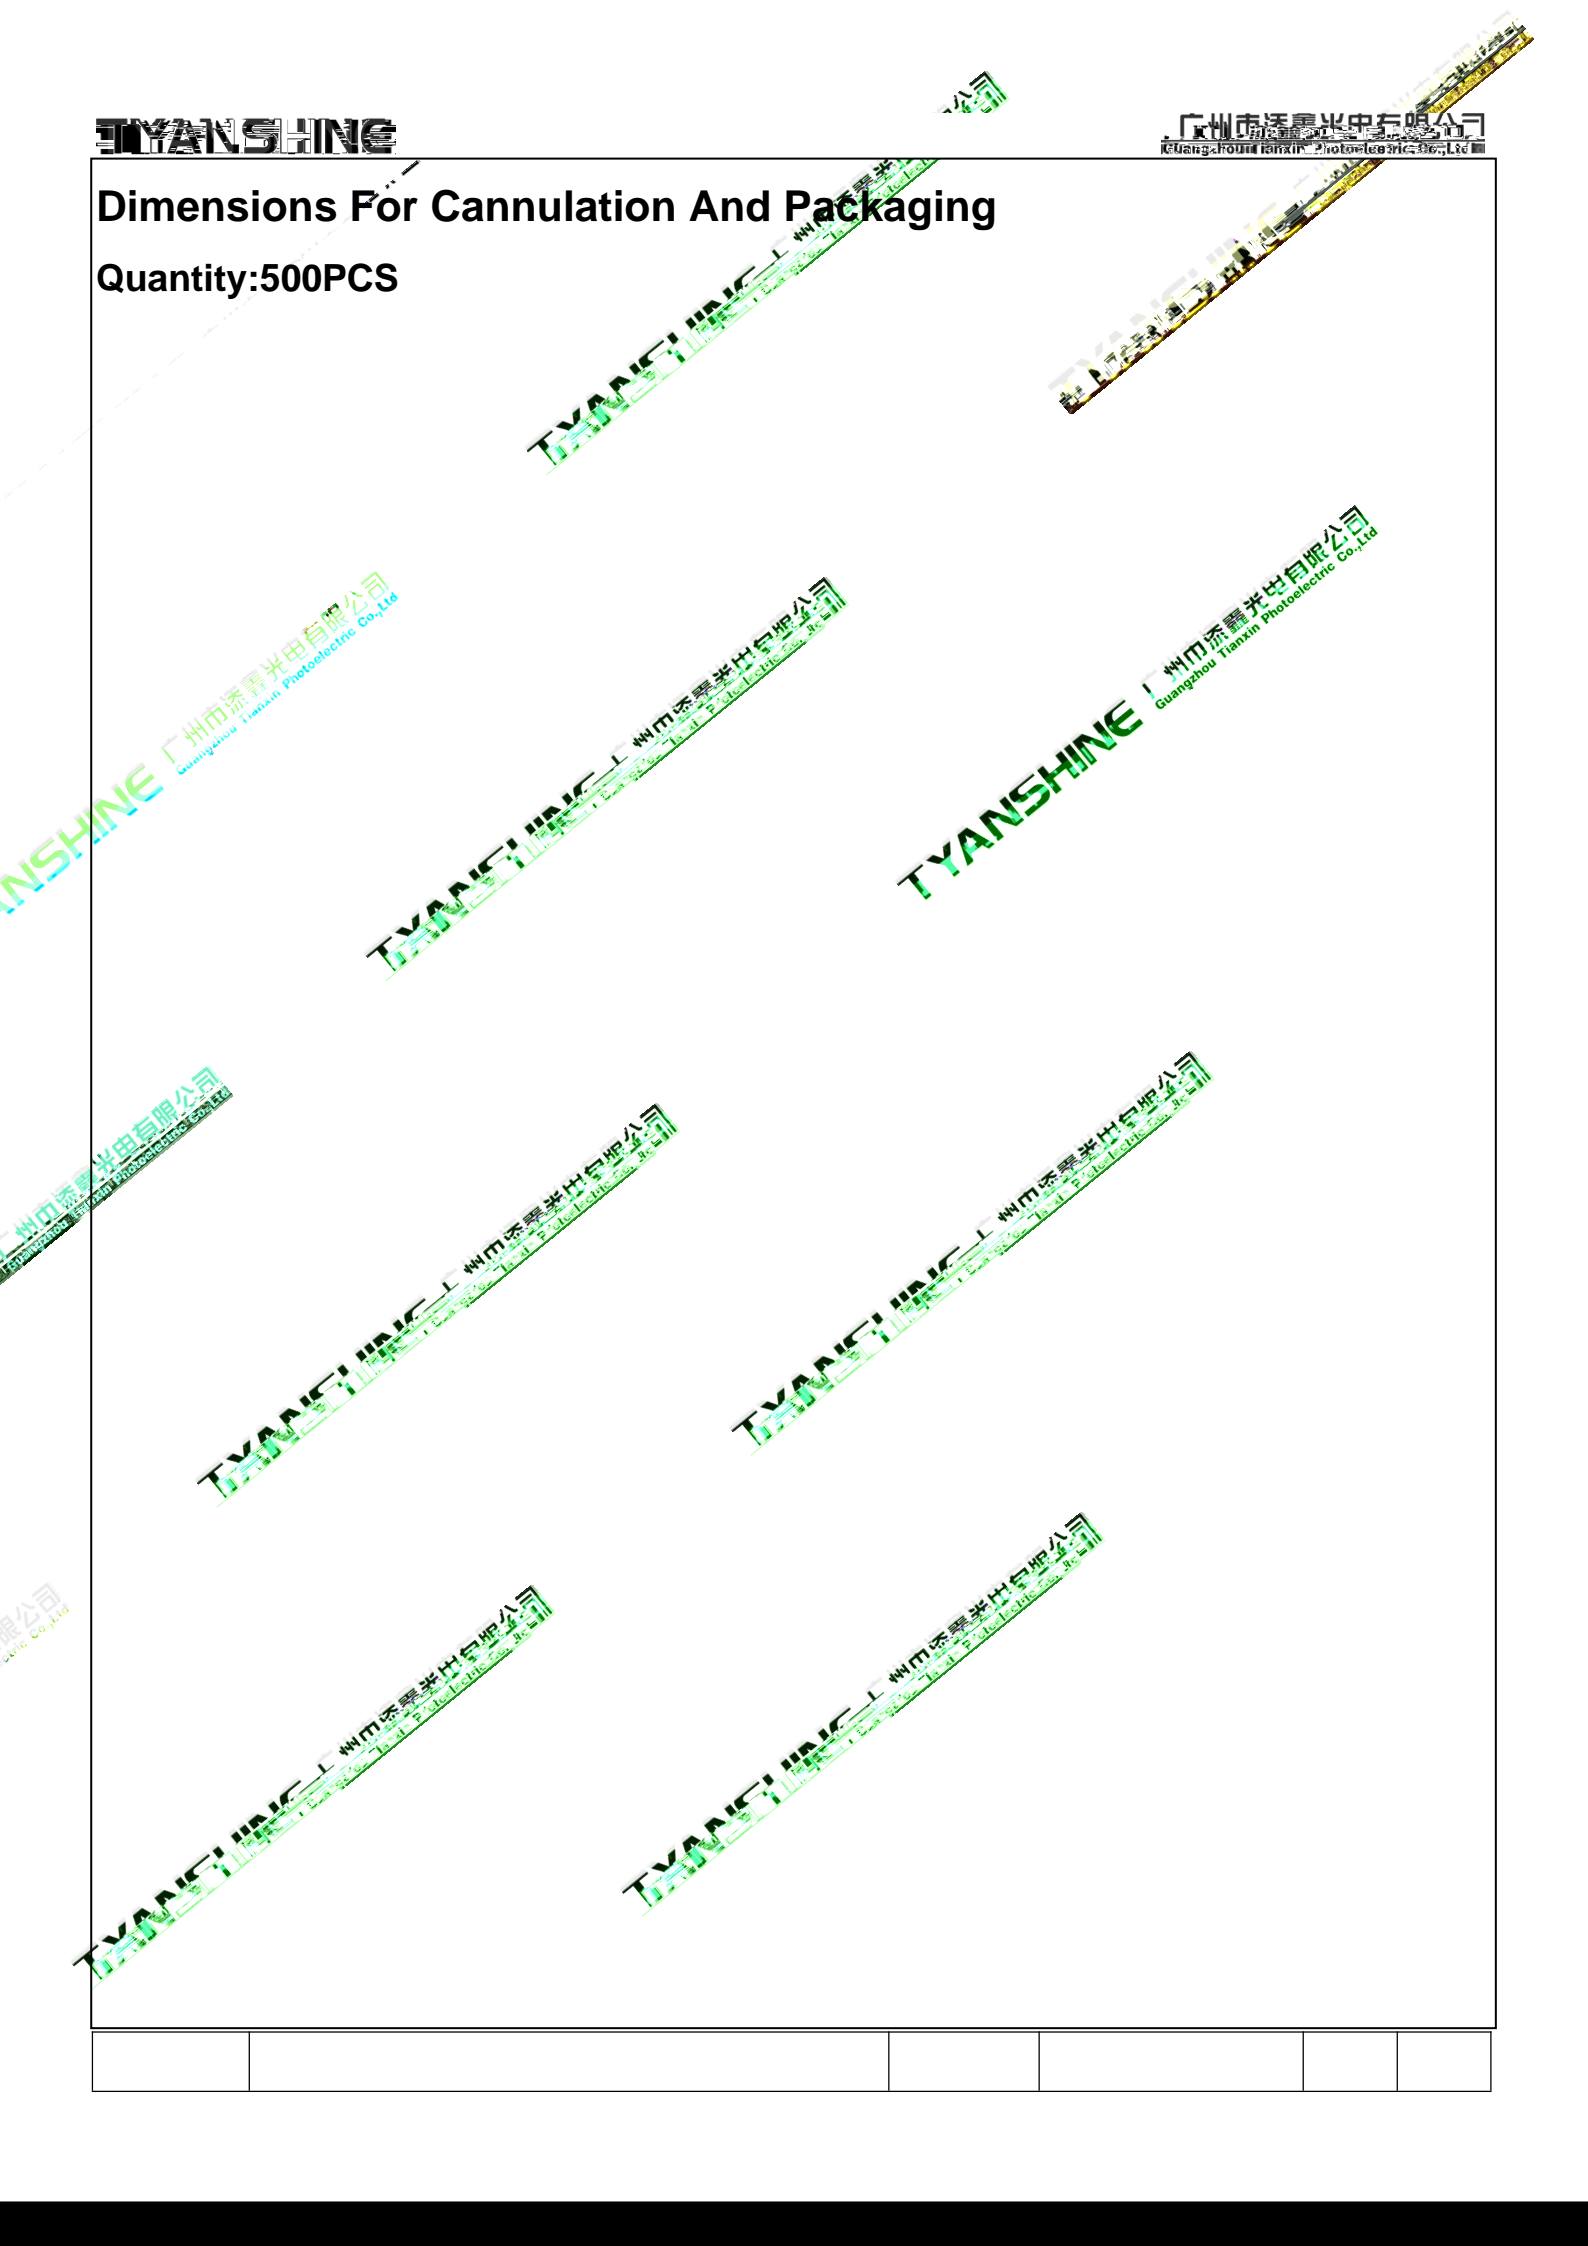 TYANSHINE
广州市添鑫光电有限公司
Guangzhou Tianxin Photoelectric Co.,Ltd
Dimensions For Cannulation And Packaging
Quantity:500PCS
TYANSHINE 广州市添鑫光电有限公司
Guangzhou Tianxin Photoelectric Co.,Ltd